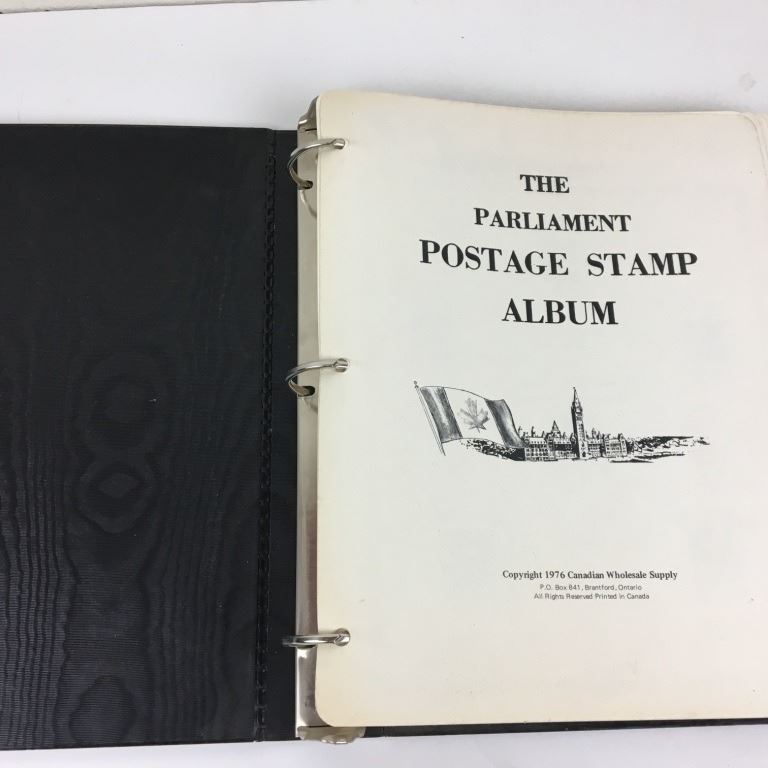 THE
PARLIAMENT
POSTAGE STAMP
ALBUM
Copyright 1976 Canadian Wholesale Supply
P.O. Box 841, Brantford, Ontario
All Rights Reserved Printed in Canada